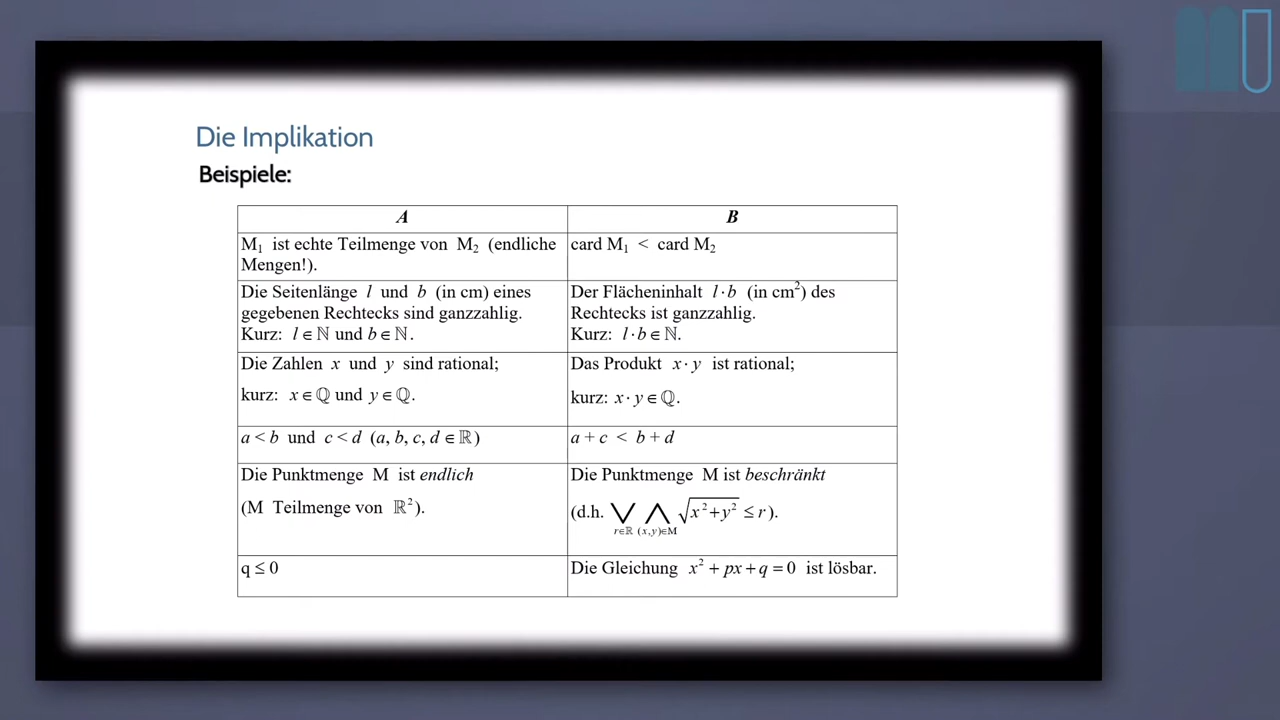 Die Implikation
Beispiele:
A B
M₁ ist echte Teilmenge von M₂ (endliche Mengen!).
card M₁ < card M₂
Die Seitenlänge l und b (in cm) eines
gegebenen Rechtecks sind ganzzahlig.
Kurz: l ∈ ℕ und b ∈ ℕ.
Der Flächeninhalt l · b (in cm²) des
Rechtecks ist ganzzahlig.
Kurz: l · b ∈ ℕ.
Die Zahlen x und y sind rational;
kurz: x ∈ ℚ und y ∈ ℚ.
Das Produkt x · y ist rational;
kurz: x · y ∈ ℚ.
a < b und c < d (a, b, c, d ∈ ℝ)
a + c < b + d
Die Punktmenge M ist endlich
(M Teilmenge von ℝ²).
Die Punktmenge M ist beschränkt
(d.h. ⋁ r∈ℝ ⋀ (x,y)∈M √(x²+y²) ≤ r).
q ≤ 0
Die Gleichung x² + px + q = 0 ist lösbar.